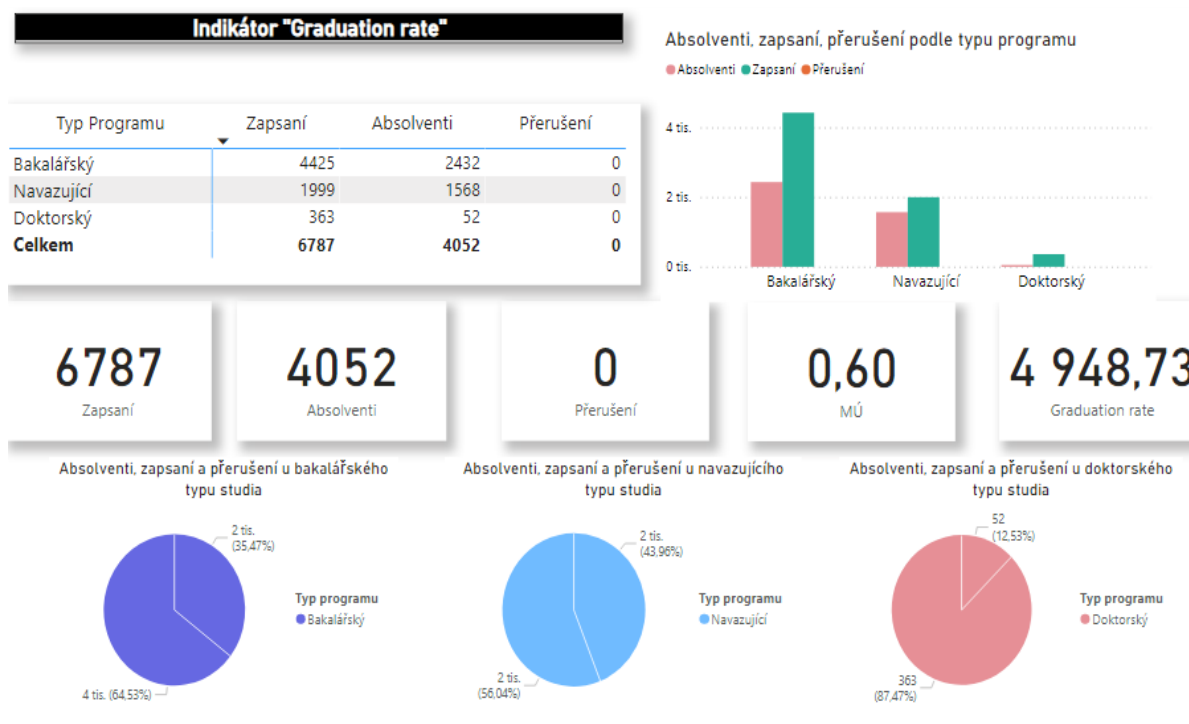 Indikátor "Graduation rate"
Typ Programu Zapsaní Absolventi Přerušení
Bakalářský 4425 2432 0
Navazující 1999 1568 0
Doktorský 363 52 0
Celkem 6787 4052 0
Absolventi, zapsaní, přerušení podle typu programu
Absolventi Zapsaní Přerušení
4 tis.
2 tis.
0 tis.
Bakalářský Navazující Doktorský
6787
Zapsaní
4052
Absolventi
0
Přerušení
0,60
MÚ
4 948,73
Graduation rate
Absolventi, zapsaní a přerušení u bakalářského
typu studia
2 tis.
(35,47%)
4 tis. (64,53%)
Typ programu
Bakalářský
Absolventi, zapsaní a přerušení u navazujícího
typu studia
2 tis.
(43,96%)
2 tis.
(56,04%)
Typ programu
Navazující
Absolventi, zapsaní a přerušení u doktorského
typu studia
52
(12,53%)
363
(87,47%)
Typ programu
Doktorský